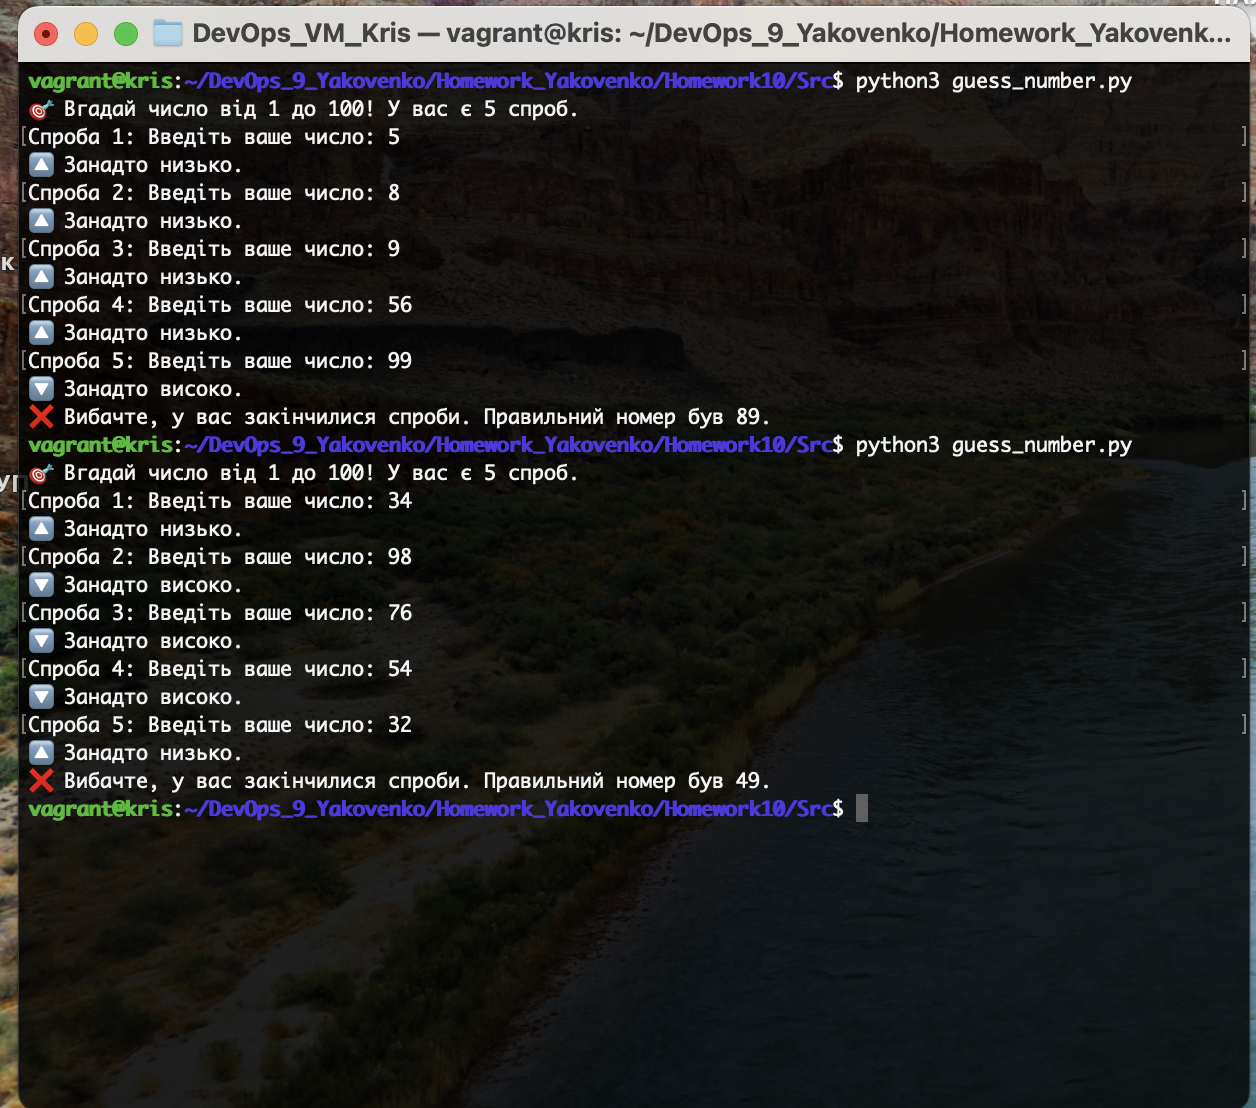 DevOps_VM_Kris — vagrant@kris: ~/DevOps_9_Yakovenko/Homework_Yakovenk...
vagrant@kris:~/DevOps_9_Yakovenko/Homework_Yakovenko/Homework10/Src$ python3 guess_number.py
🎯 Вгадай число від 1 до 100! У вас є 5 спроб.
[Спроба 1: Введіть ваше число: 5 ]
🔼 Занадто низько.
[Спроба 2: Введіть ваше число: 8 ]
🔼 Занадто низько.
[Спроба 3: Введіть ваше число: 9 ]
🔼 Занадто низько.
[Спроба 4: Введіть ваше число: 56 ]
🔼 Занадто низько.
[Спроба 5: Введіть ваше число: 99 ]
🔽 Занадто високо.
❌ Вибачте, у вас закінчилися спроби. Правильний номер був 89.
vagrant@kris:~/DevOps_9_Yakovenko/Homework_Yakovenko/Homework10/Src$ python3 guess_number.py
🎯 Вгадай число від 1 до 100! У вас є 5 спроб.
[Спроба 1: Введіть ваше число: 34 ]
🔼 Занадто низько.
[Спроба 2: Введіть ваше число: 98 ]
🔽 Занадто високо.
[Спроба 3: Введіть ваше число: 76 ]
🔽 Занадто високо.
[Спроба 4: Введіть ваше число: 54 ]
🔽 Занадто високо.
[Спроба 5: Введіть ваше число: 32 ]
🔼 Занадто низько.
❌ Вибачте, у вас закінчилися спроби. Правильний номер був 49.
vagrant@kris:~/DevOps_9_Yakovenko/Homework_Yakovenko/Homework10/Src$